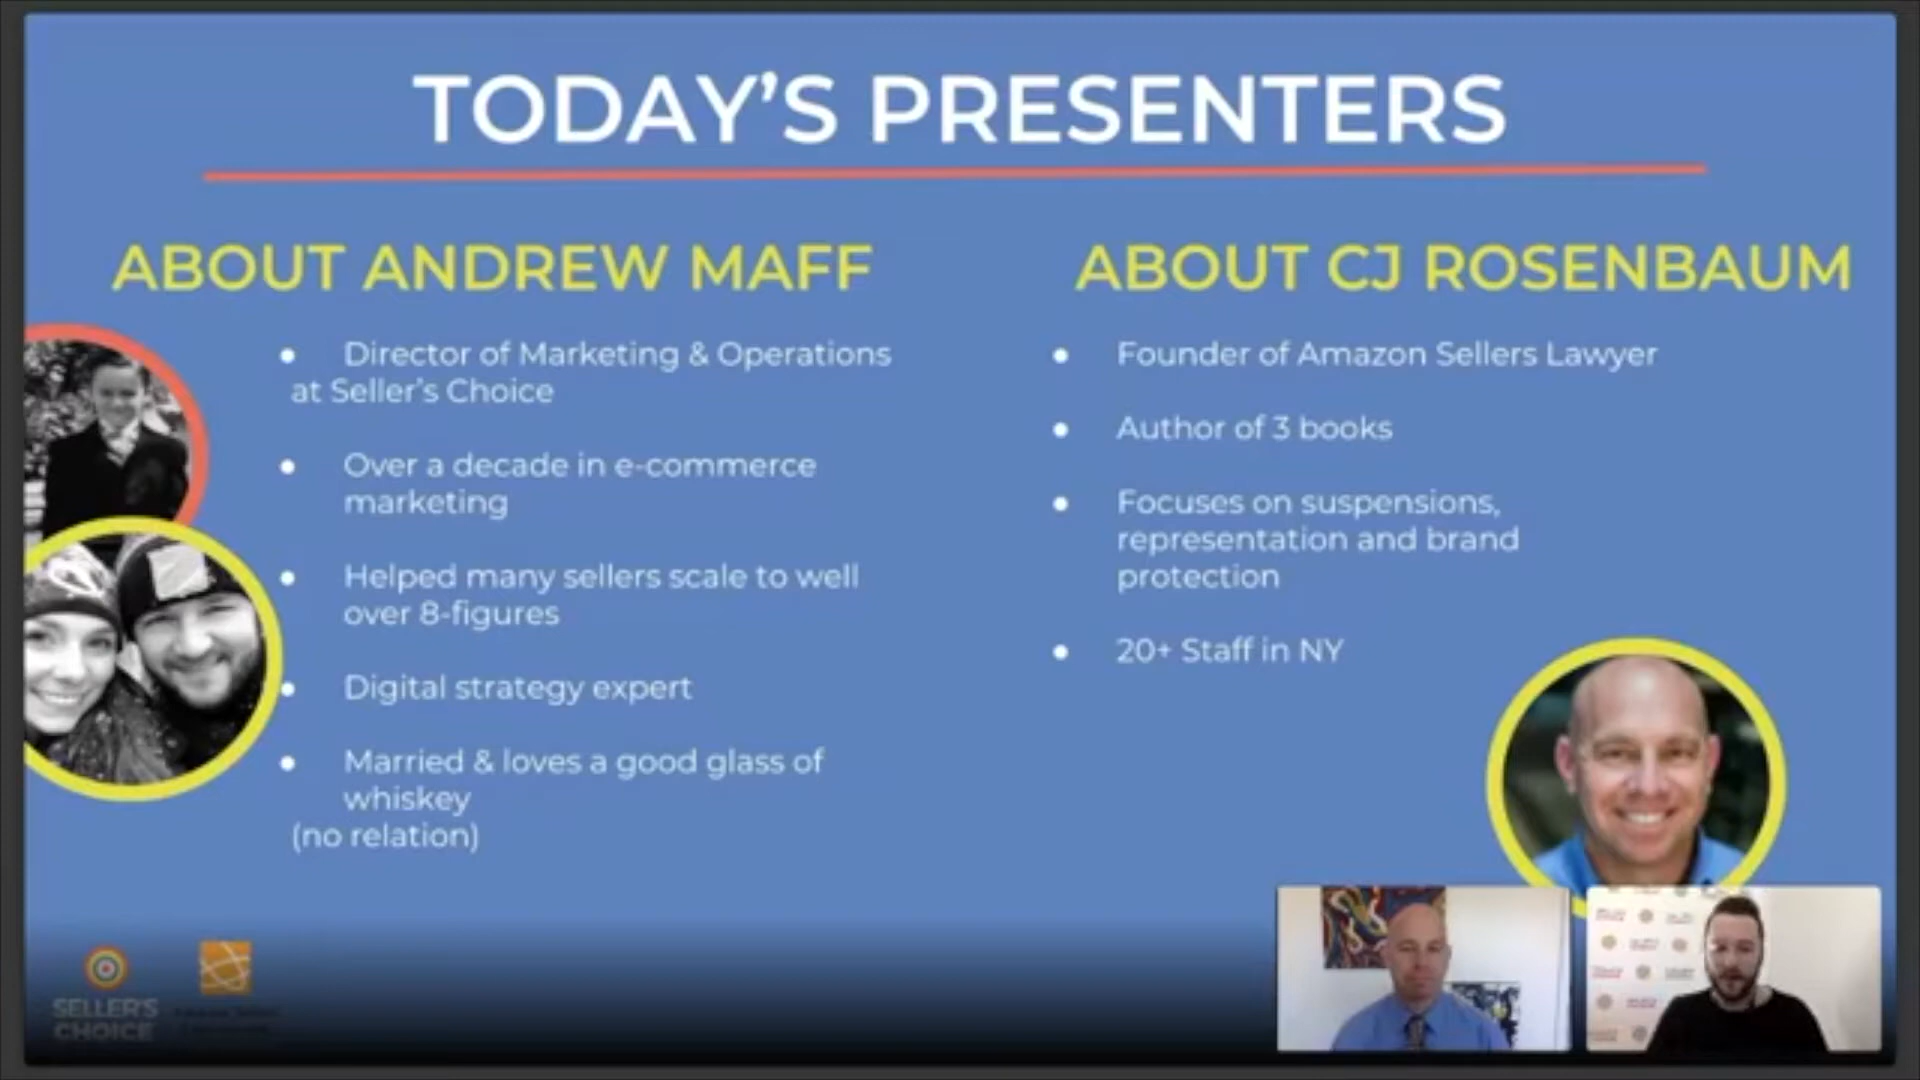 TODAY'S PRESENTERS
ABOUT ANDREW MAFF
Director of Marketing & Operations
at Seller's Choice
Over a decade in e-commerce
marketing
Helped many sellers scale to well
over 8-figures
Digital strategy expert
Married & loves a good glass of
whiskey
(no relation)
ABOUT CJ ROSENBAUM
Founder of Amazon Sellers Lawyer
Author of 3 books
Focuses on suspensions,
representation and brand
protection
20+ Staff in NY
SELLER'S
CHOICE